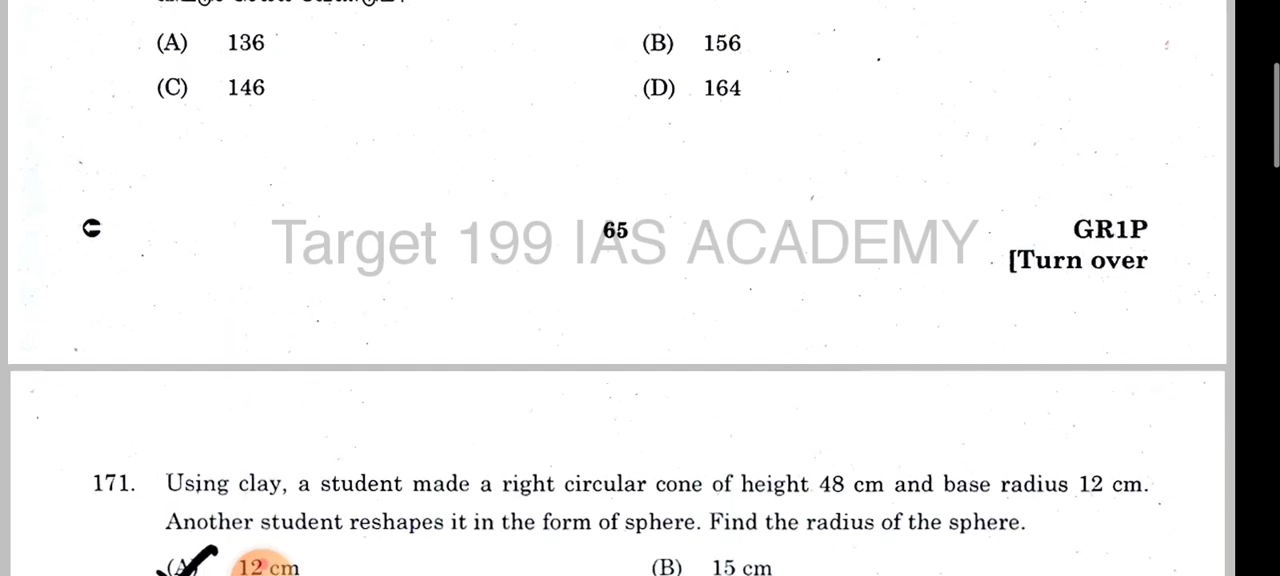 (A) 136 (B) 156
(C) 146 (D) 164
C Target 199 IAS ACADEMY 65 GR1P
[Turn over
171. Using clay, a student made a right circular cone of height 48 cm and base radius 12 cm.
Another student reshapes it in the form of sphere. Find the radius of the sphere.
(A) 12 cm (B) 15 cm